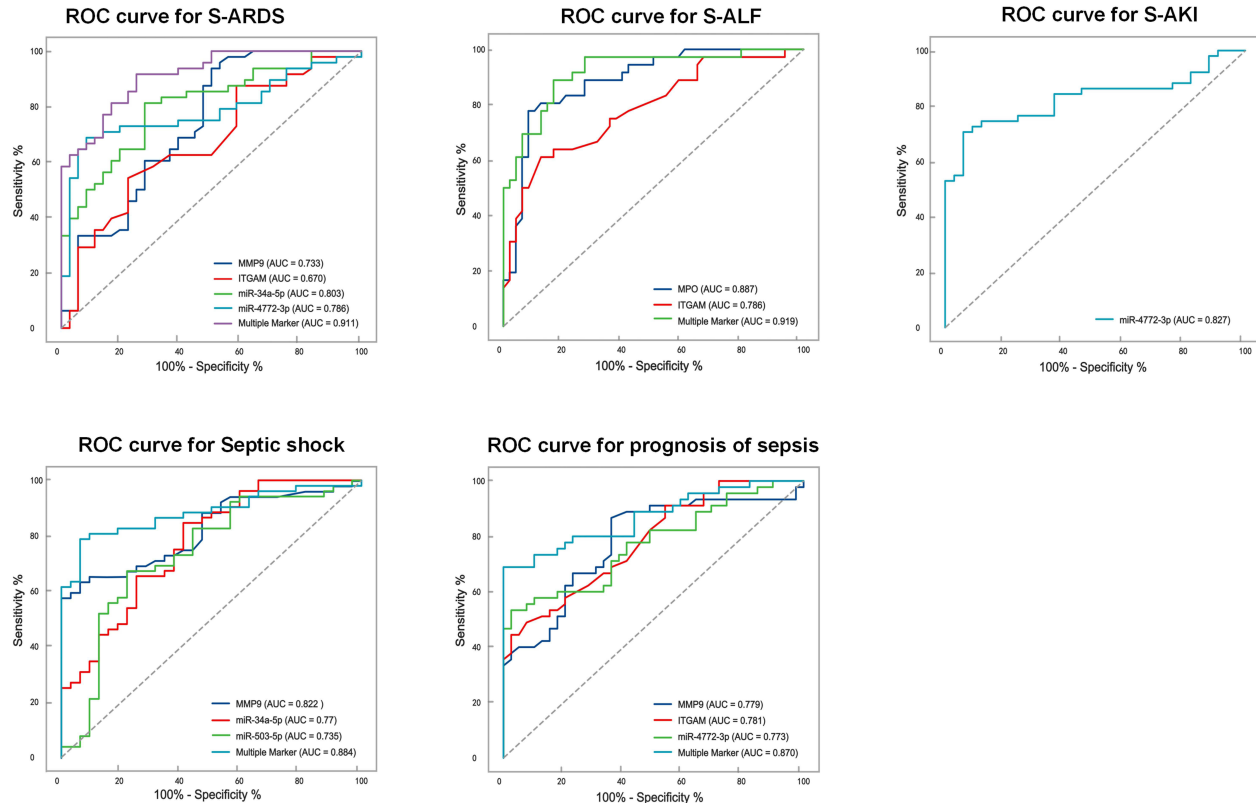 ROC curve for S-ARDS
100
80
60
40
20
0
Sensitivity %
MMP9 (AUC = 0.733)
ITGAM (AUC = 0.670)
miR-34a-5p (AUC = 0.803)
miR-4772-3p (AUC = 0.786)
Multiple Marker (AUC = 0.911)
0 20 40 60 80 100
100% - Specificity %
ROC curve for S-ALF
100
80
60
40
20
0
Sensitivity %
MPO (AUC = 0.887)
ITGAM (AUC = 0.786)
Multiple Marker (AUC = 0.919)
0 20 40 60 80 100
100% - Specificity %
ROC curve for S-AKI
100
80
60
40
20
0
Sensitivity %
miR-4772-3p (AUC = 0.827)
0 20 40 60 80 100
100% - Specificity %
ROC curve for Septic shock
100
80
60
40
20
0
Sensitivity %
MMP9 (AUC = 0.822 )
miR-34a-5p (AUC = 0.77)
miR-503-5p (AUC = 0.735)
Multiple Marker (AUC = 0.884)
0 20 40 60 80 100
100% - Specificity %
ROC curve for prognosis of sepsis
100
80
60
40
20
0
Sensitivity %
MMP9 (AUC = 0.779)
ITGAM (AUC = 0.781)
miR-4772-3p (AUC = 0.773)
Multiple Marker (AUC = 0.870)
0 20 40 60 80 100
100% - Specificity %